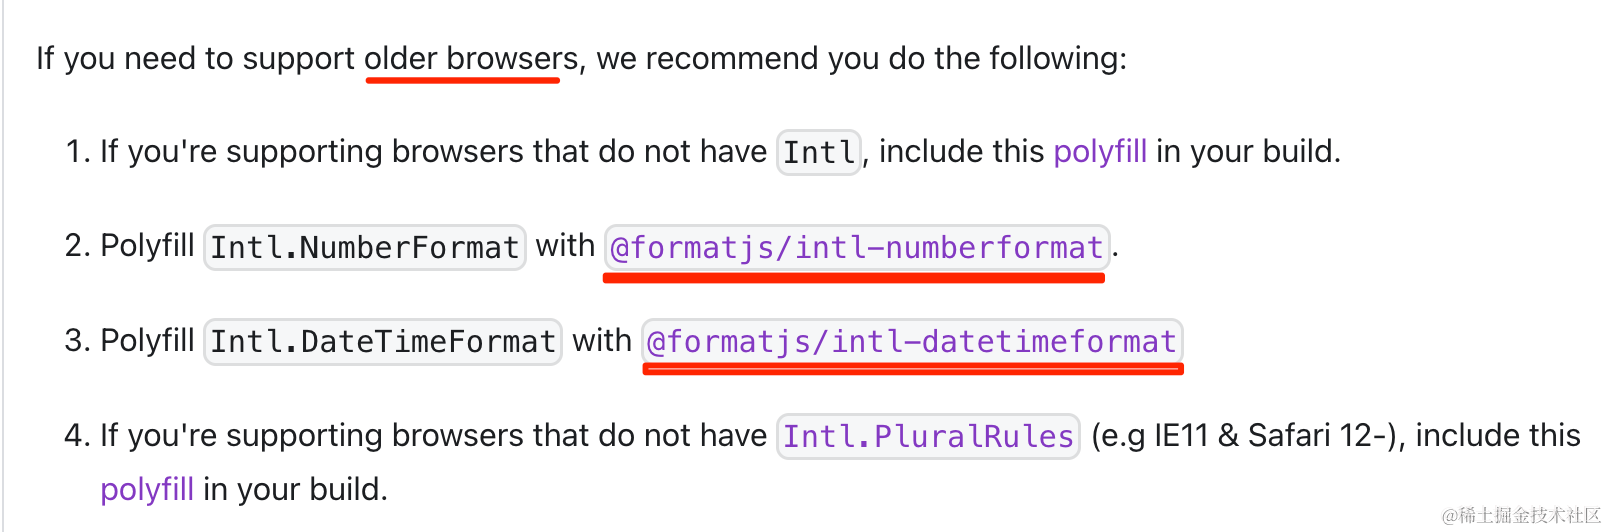 If you need to support older browsers, we recommend you do the following:
1. If you're supporting browsers that do not have Intl, include this polyfill in your build.
2. Polyfill Intl.NumberFormat with @formatjs/intl-numberformat.
3. Polyfill Intl.DateTimeFormat with @formatjs/intl-datetimeformat
4. If you're supporting browsers that do not have Intl.PluralRules (e.g IE11 & Safari 12-), include this
polyfill in your build.
@稀土掘金技术社区